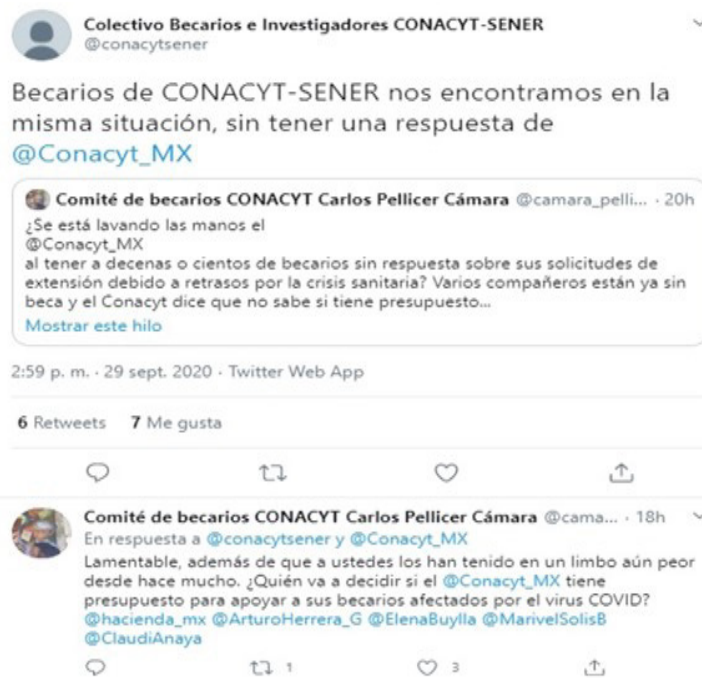 Colectivo Becarios e Investigadores CONACYT-SENER
@conacytsener
Becarios de CONACYT-SENER nos encontramos en la
misma situación, sin tener una respuesta de
@Conacyt_MX
Comité de becarios CONACYT Carlos Pellicer Cámara @camara_pelli... · 20h
¿Se está lavando las manos el
@Conacyt_MX
al tener a decenas o cientos de becarios sin respuesta sobre sus solicitudes de
extensión debido a retrasos por la crisis sanitaria? Varios compañeros están ya sin
beca y el Conacyt dice que no sabe si tiene presupuesto...
Mostrar este hilo
2:59 p. m. · 29 sept. 2020 · Twitter Web App
6 Retweets 7 Me gusta
Comité de becarios CONACYT Carlos Pellicer Cámara @cama... · 18h
En respuesta a @conacytsener y @Conacyt_MX
Lamentable, además de que a ustedes los han tenido en un limbo aún peor
desde hace mucho. ¿Quién va a decidir si el @Conacyt_MX tiene
presupuesto para apoyar a sus becarios afectados por el virus COVID?
@hacienda_mx @ArturoHerrera_G @ElenaBuylla @MarivelSolisB
@ClaudiAnaya
1 3